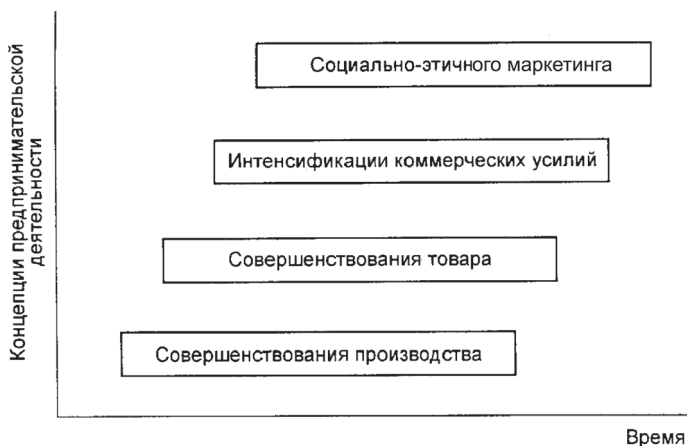 Концепции предпринимательской
деятельности
Социально-этичного маркетинга
Интенсификации коммерческих усилий
Совершенствования товара
Совершенствования производства
Время